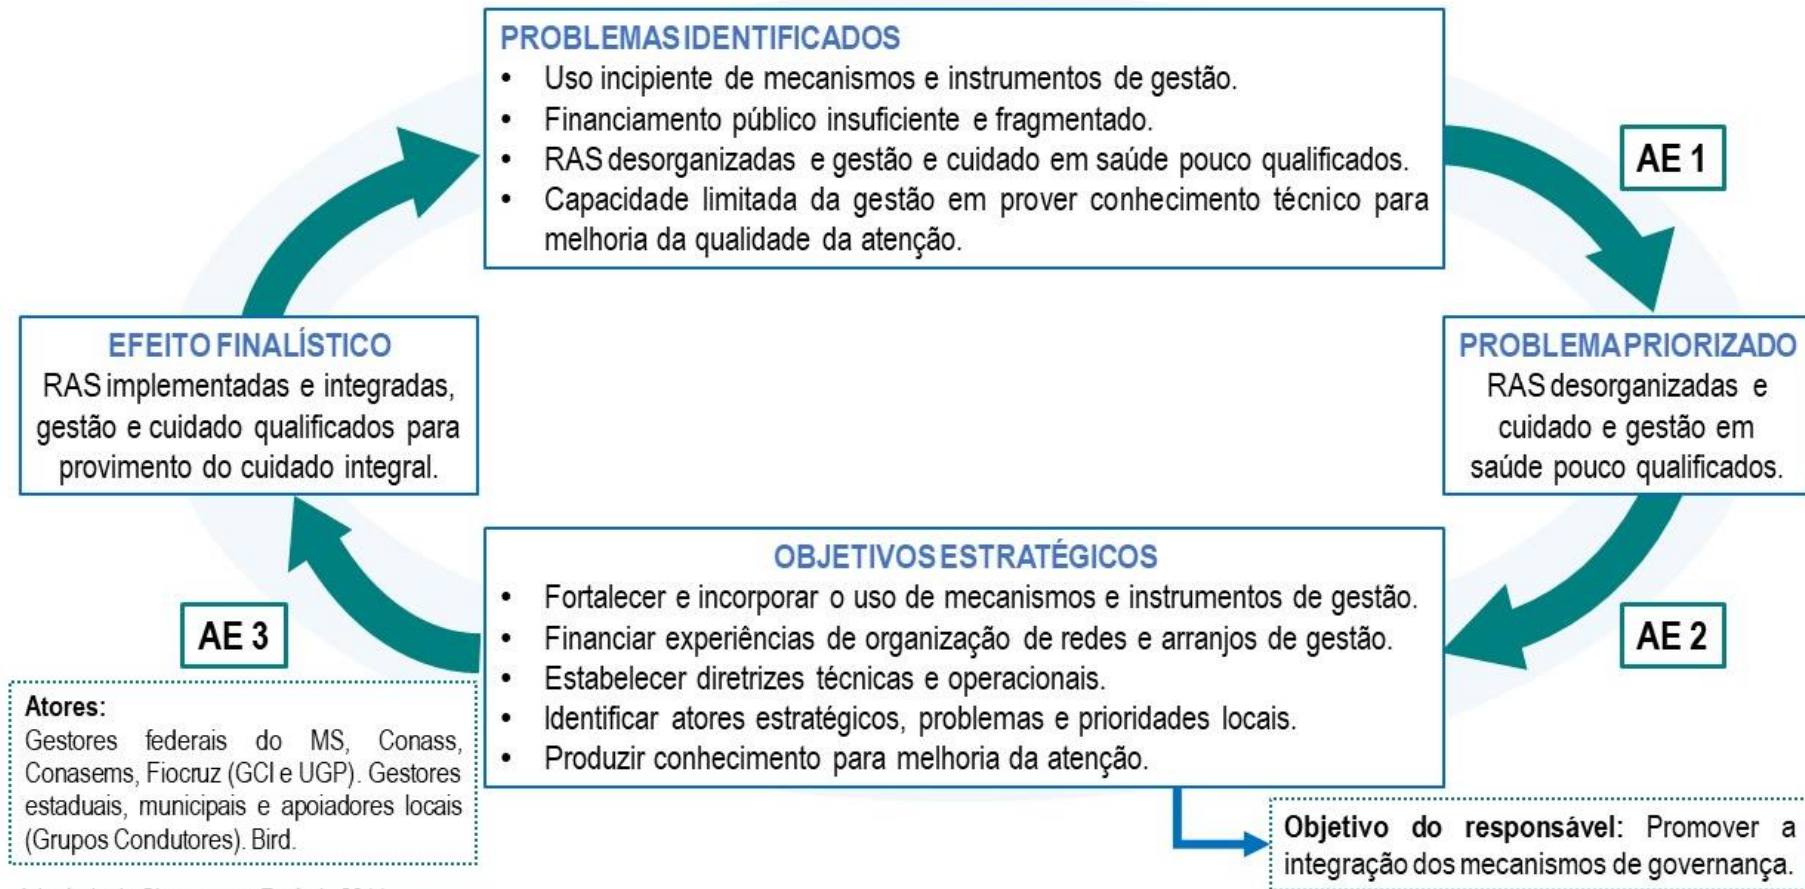 PROBLEMAS IDENTIFICADOS
• Uso incipiente de mecanismos e instrumentos de gestão.
• Financiamento público insuficiente e fragmentado.
• RAS desorganizadas e gestão e cuidado em saúde pouco qualificados.
• Capacidade limitada da gestão em prover conhecimento técnico para
melhoria da qualidade da atenção.
AE 1
EFEITO FINALÍSTICO
RAS implementadas e integradas,
gestão e cuidado qualificados para
provimento do cuidado integral.
PROBLEMA PRIORIZADO
RAS desorganizadas e
cuidado e gestão em
saúde pouco qualificados.
OBJETIVOS ESTRATÉGICOS
• Fortalecer e incorporar o uso de mecanismos e instrumentos de gestão.
• Financiar experiências de organização de redes e arranjos de gestão.
• Estabelecer diretrizes técnicas e operacionais.
• Identificar atores estratégicos, problemas e prioridades locais.
• Produzir conhecimento para melhoria da atenção.
AE 3
AE 2
Atores:
Gestores federais do MS, Conass,
Conasems, Fiocruz (GCI e UGP). Gestores
estaduais, municipais e apoiadores locais
(Grupos Condutores). Bird.
Objetivo do responsável: Promover a
integração dos mecanismos de governança.